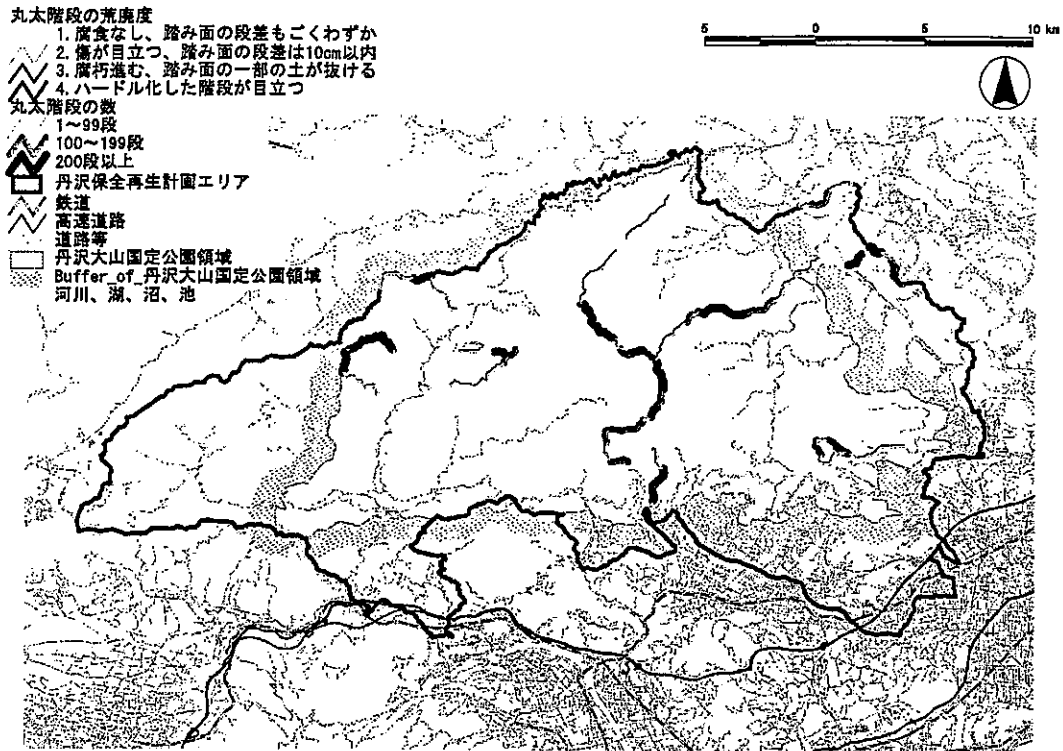 丸太階段の荒廃度
1. 腐食なし、踏み面の段差もごくわずか
2. 傷が目立つ、踏み面の段差は10cm以内
3. 腐朽進む、踏み面の一部の土が抜ける
4. ハードル化した階段が目立つ
丸太階段の数
1～99段
100～199段
200段以上
丹沢保全再生計画エリア
鉄道
高速道路
道路等
丹沢大山国定公園領域
Buffer_of_丹沢大山国定公園領域
河川、湖、沼、池
5 0 5 10 km